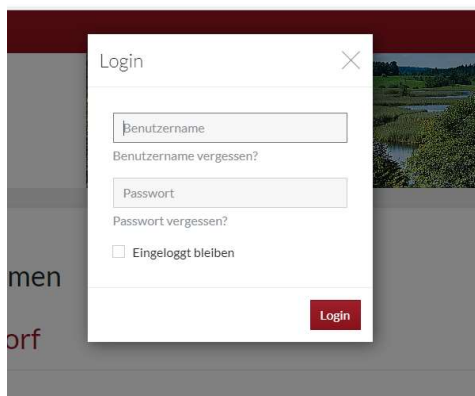 Login
Benutzername
Benutzername vergessen?
Passwort
Passwort vergessen?
Eingeloggt bleiben
men
Login
orf